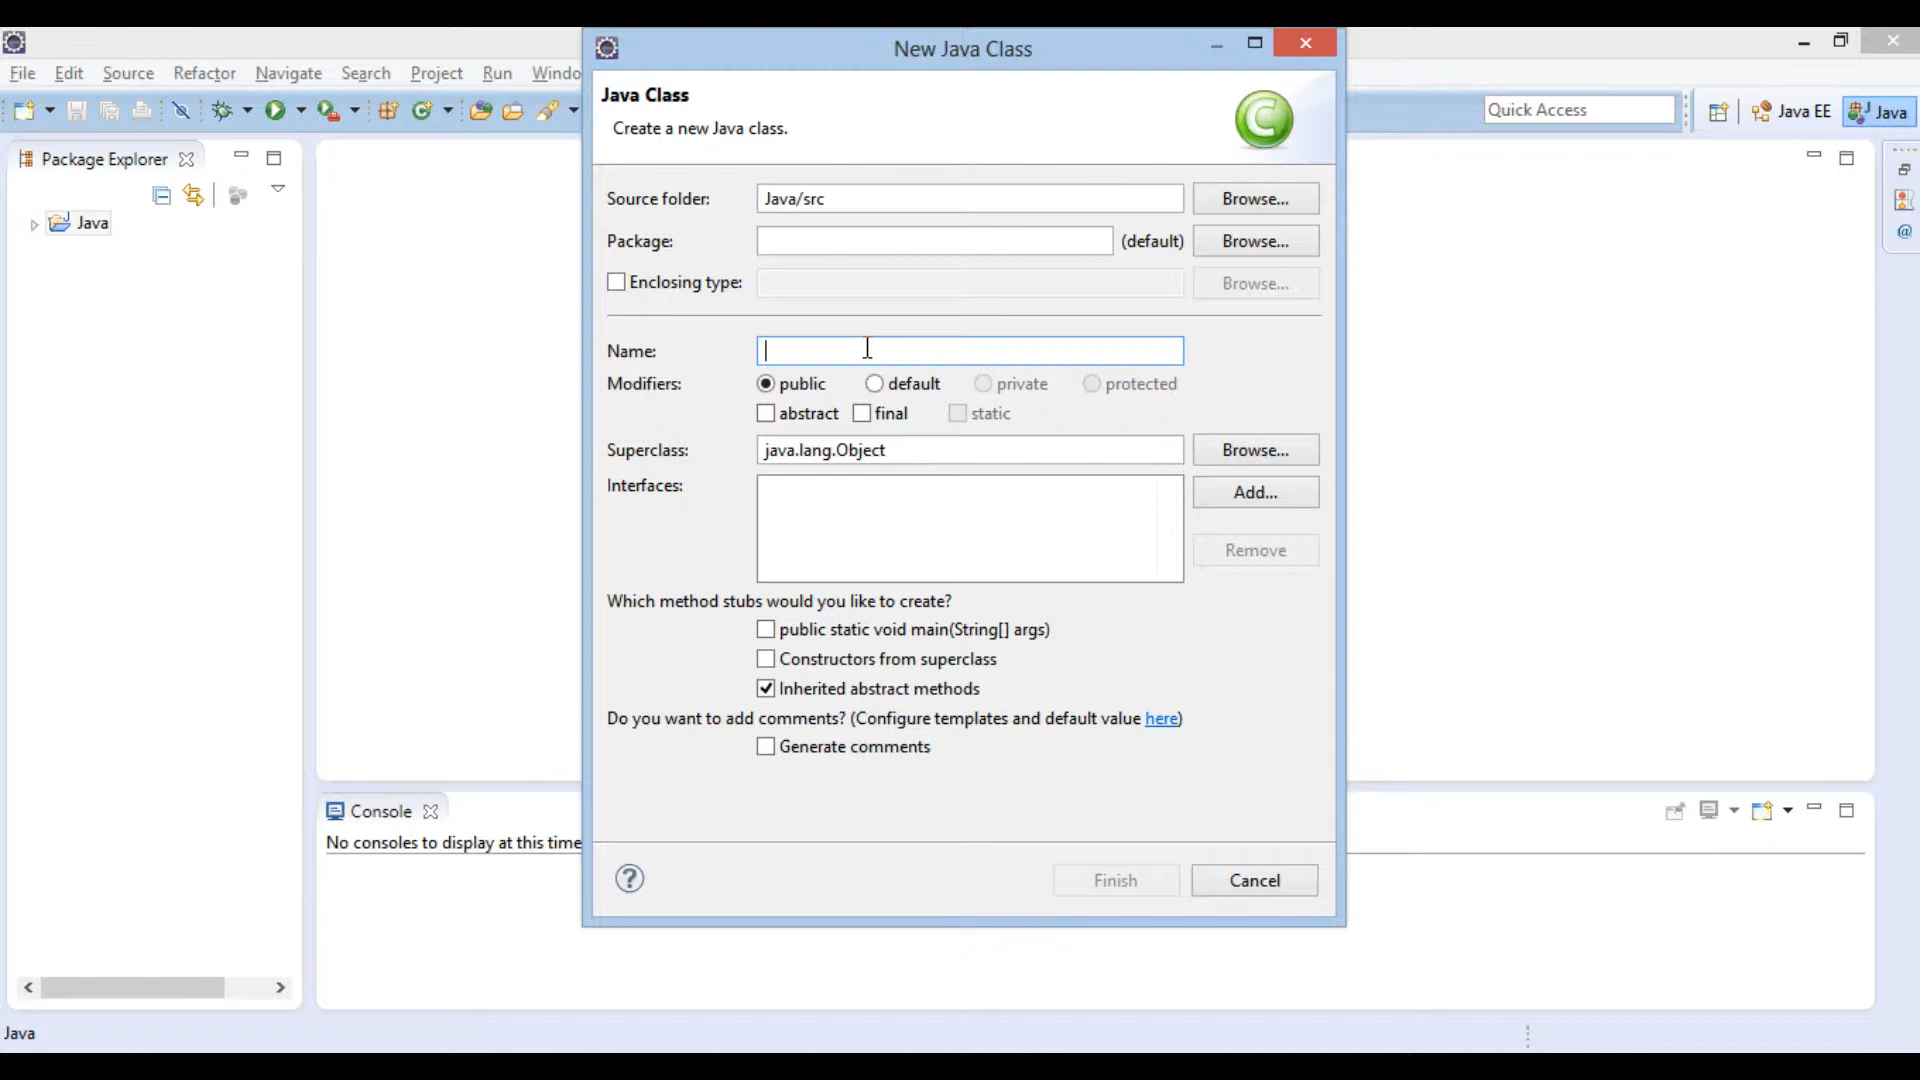 New Java Class
File Edit Source Refactor Navigate Search Project Run Windo
Java Class
Create a new Java class.
Quick Access
Java EE
Java
Package Explorer
Java
Source folder: Java/src Browse...
Package: (default) Browse...
Enclosing type: Browse...
Name:
Modifiers: public default private protected
abstract final static
Superclass: java.lang.Object Browse...
Interfaces: Add...
Remove
Which method stubs would you like to create?
public static void main(String[] args)
Constructors from superclass
Inherited abstract methods
Do you want to add comments? (Configure templates and default value here)
Generate comments
Console
No consoles to display at this time
Finish Cancel
Java